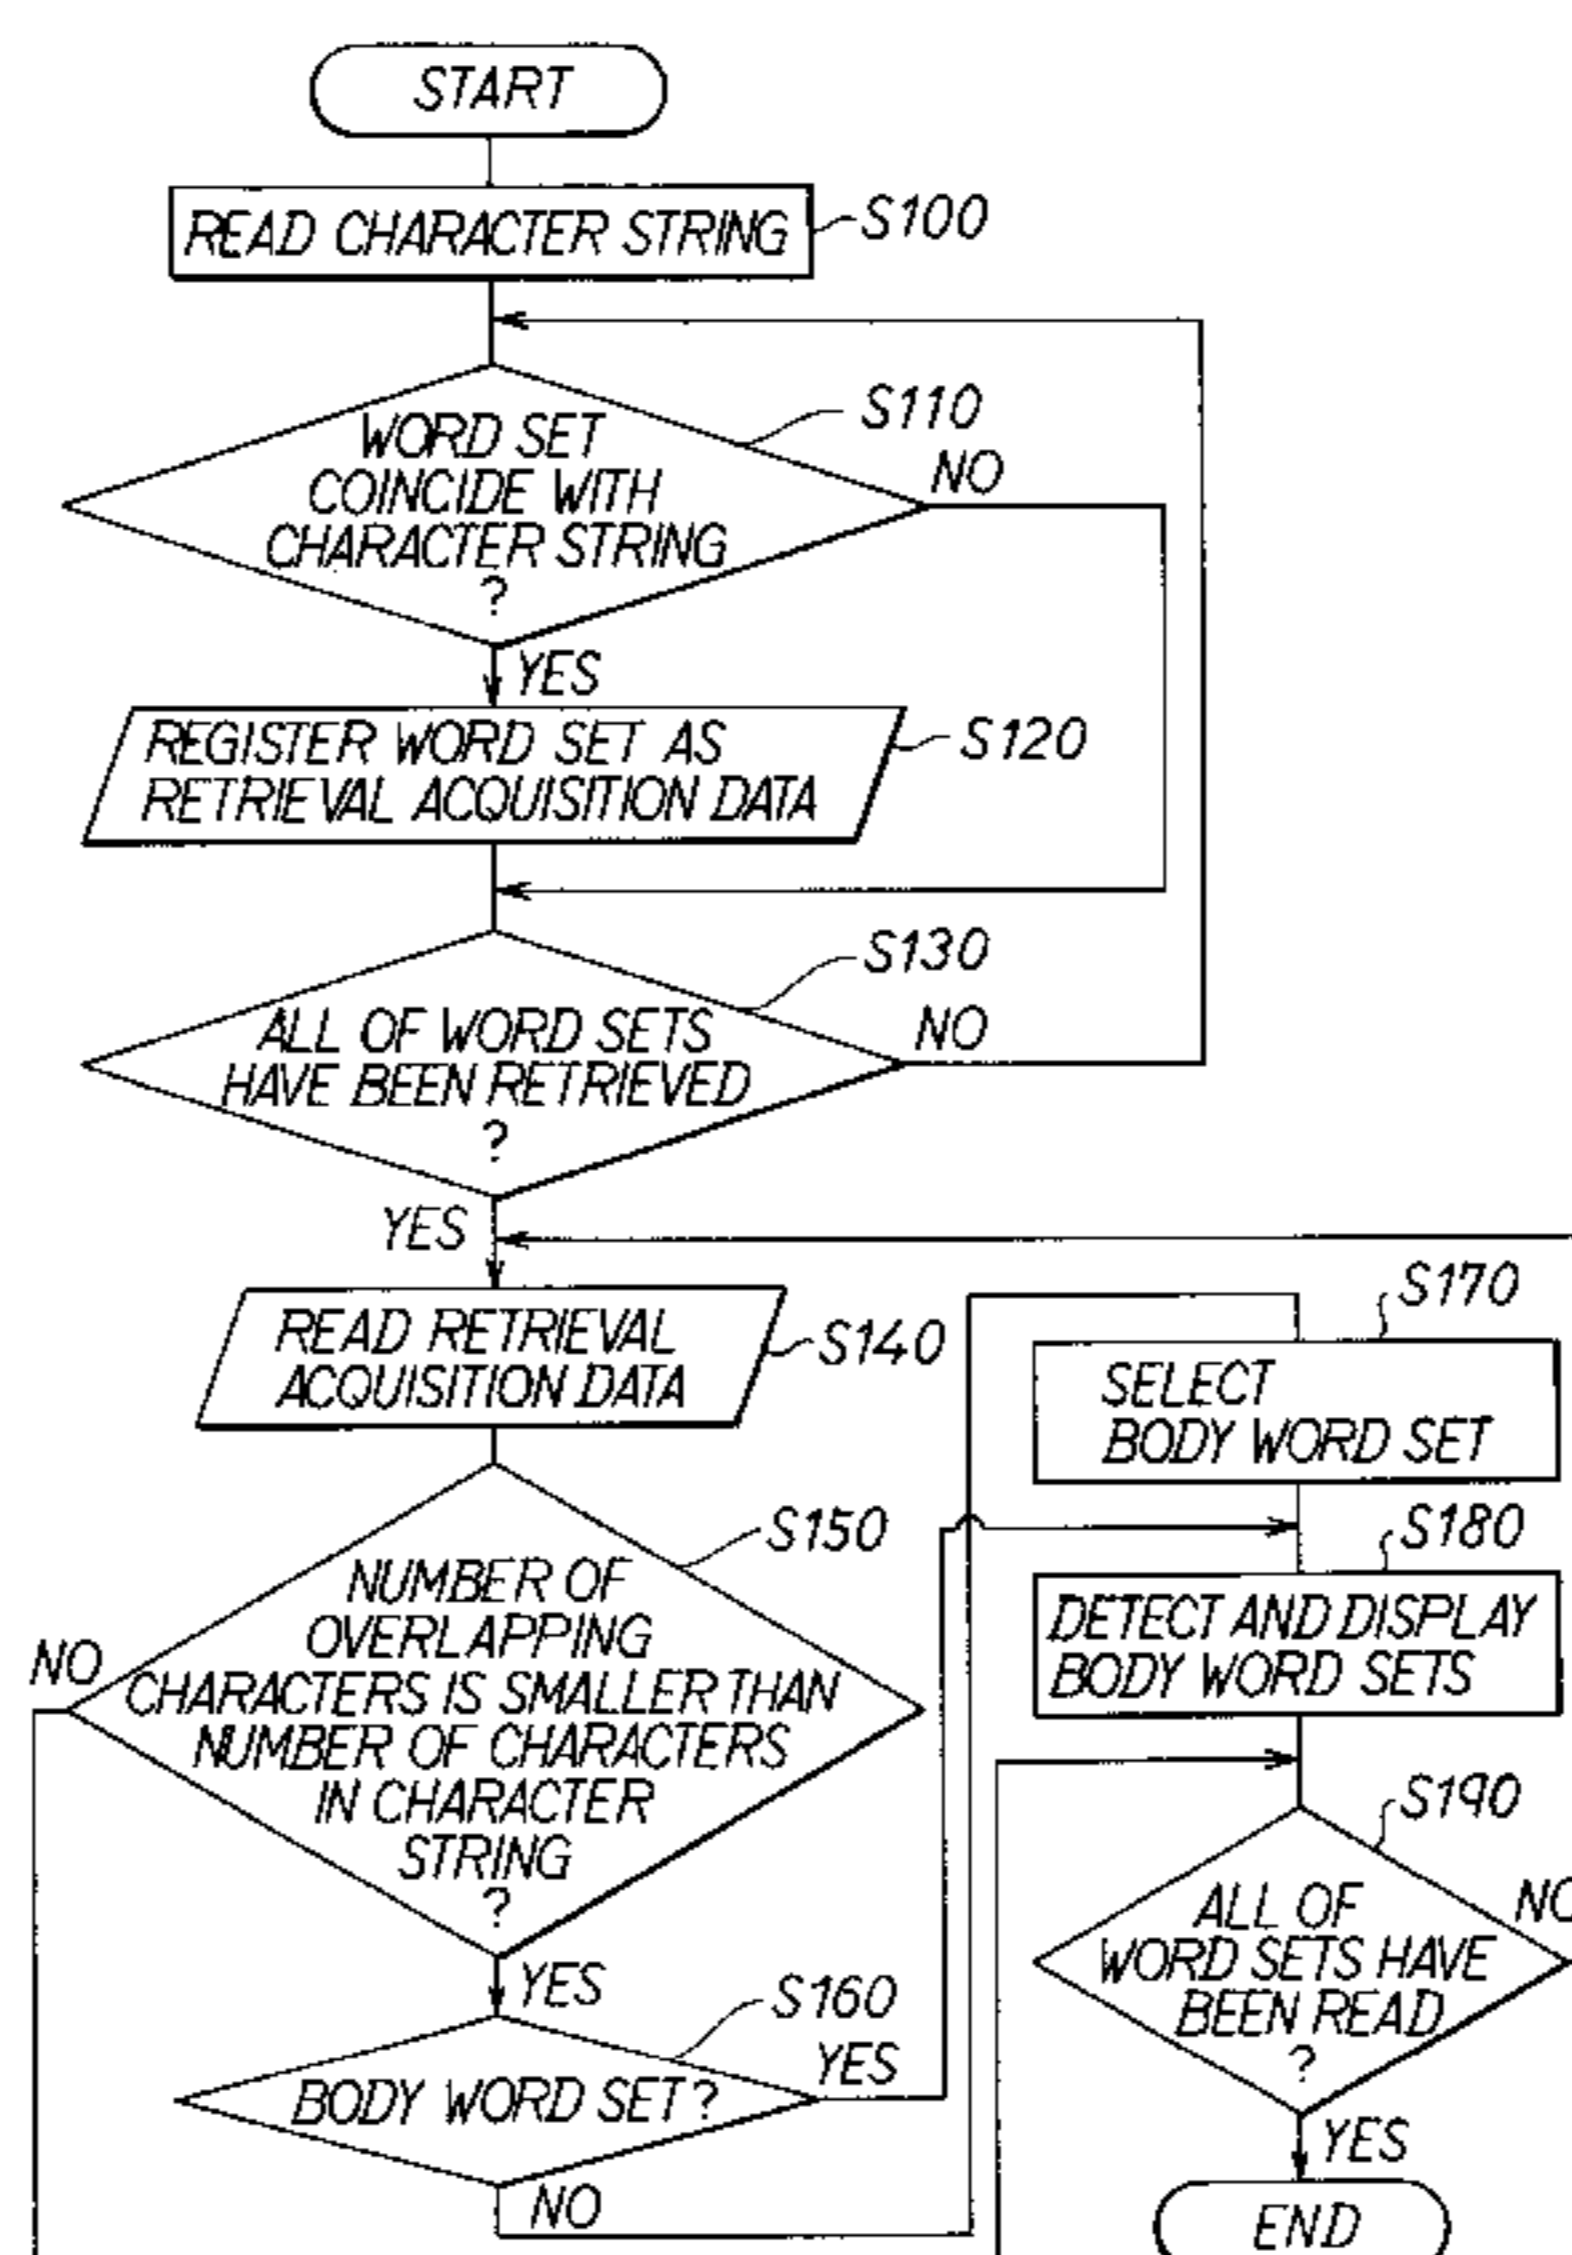 START
READ CHARACTER STRING
S100
WORD SET
COINCIDE WITH
CHARACTER STRING
?
S110
NO
YES
REGISTER WORD SET AS
RETRIEVAL ACQUISITION DATA
S120
ALL OF WORD SETS
HAVE BEEN RETRIEVED
?
S130
NO
YES
READ RETRIEVAL
ACQUISITION DATA
S140
NUMBER OF
OVERLAPPING
CHARACTERS IS SMALLER THAN
NUMBER OF CHARACTERS
IN CHARACTER
STRING
?
S150
NO
YES
BODY WORD SET?
S160
YES
NO
S170
SELECT
BODY WORD SET
S180
DETECT AND DISPLAY
BODY WORD SETS
S190
ALL OF
WORD SETS HAVE
BEEN READ
?
NO
YES
END